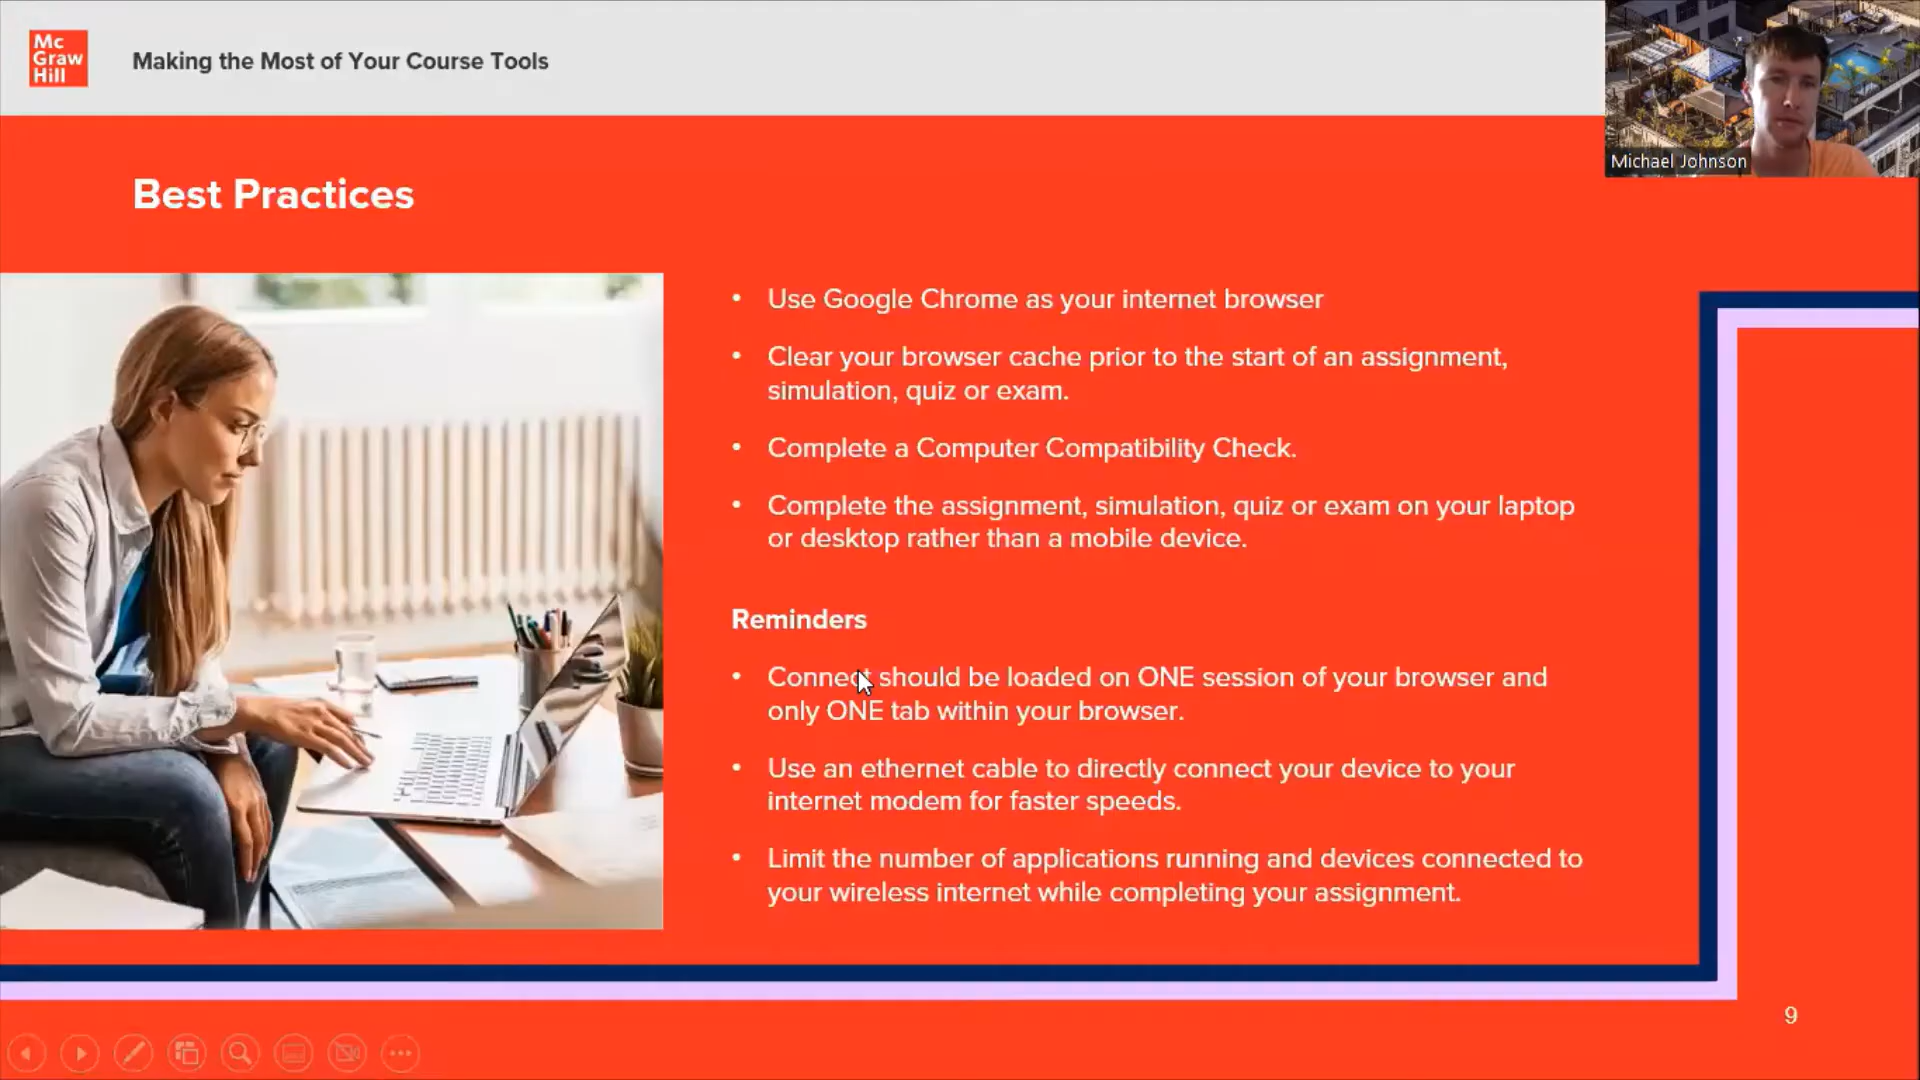 Mc
Graw
Hill
Making the Most of Your Course Tools
Michael Johnson
Best Practices
• Use Google Chrome as your internet browser
• Clear your browser cache prior to the start of an assignment,
simulation, quiz or exam.
• Complete a Computer Compatibility Check.
• Complete the assignment, simulation, quiz or exam on your laptop
or desktop rather than a mobile device.
Reminders
• Connect should be loaded on ONE session of your browser and
only ONE tab within your browser.
• Use an ethernet cable to directly connect your device to your
internet modem for faster speeds.
• Limit the number of applications running and devices connected to
your wireless internet while completing your assignment.
9